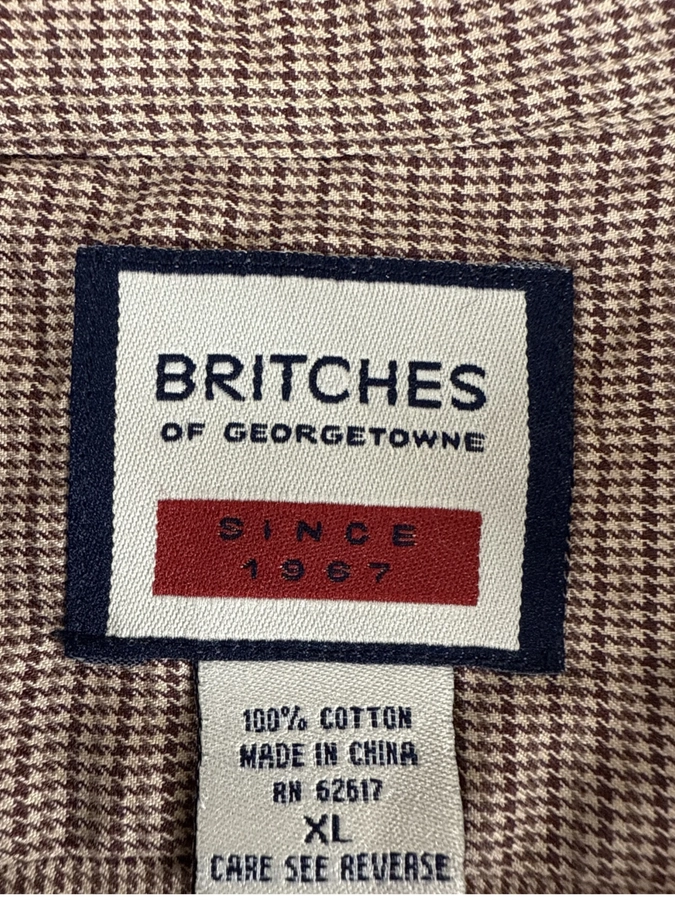 BRITCHES
OF GEORGETOWNE
SINCE
1967
100% COTTON
MADE IN CHINA
RN 62617
XL
CARE SEE REVERSE